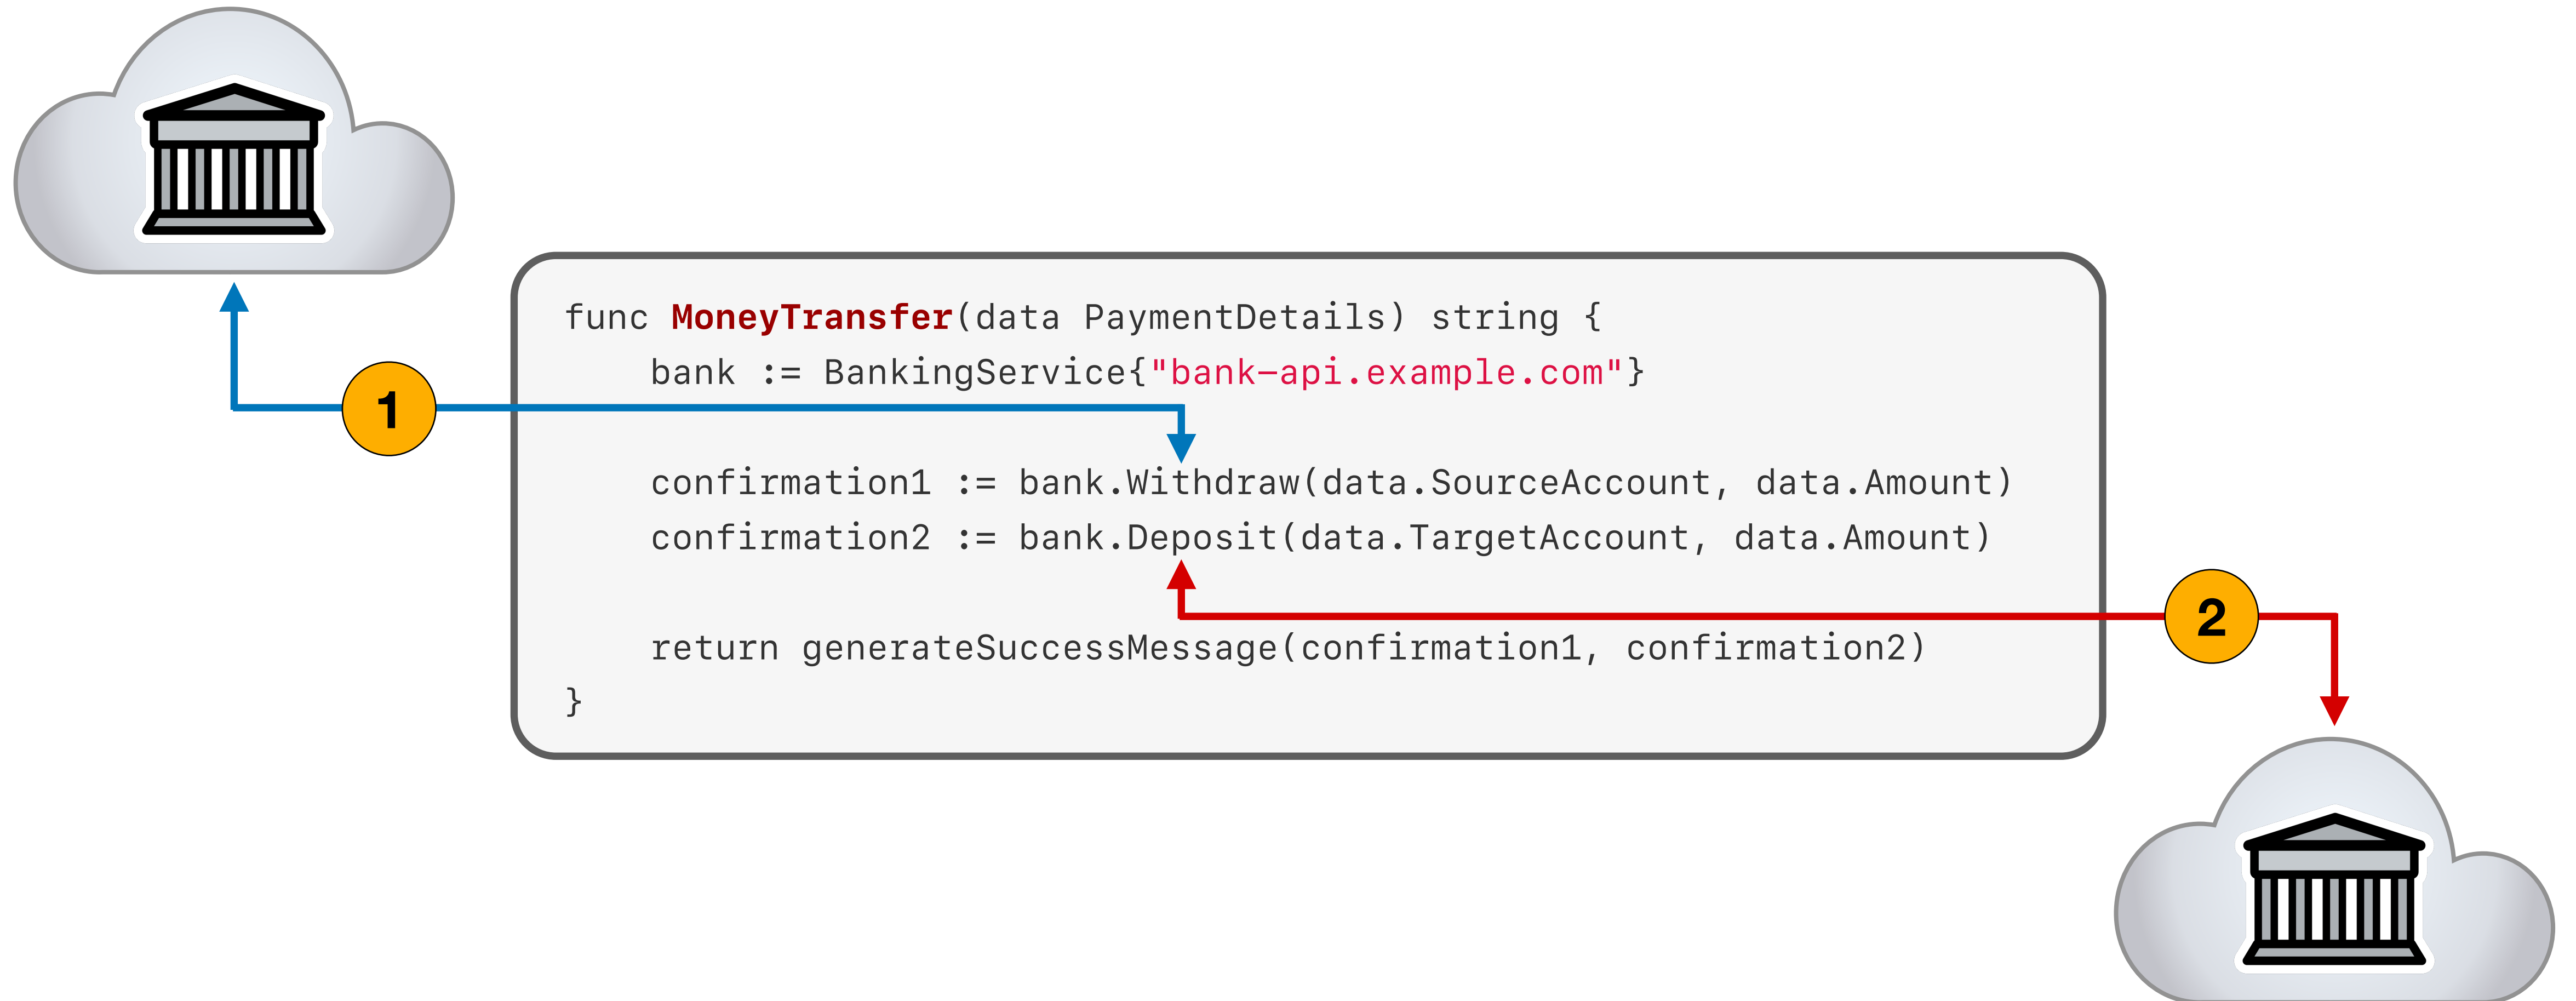 func MoneyTransfer(data PaymentDetails) string {
bank := BankingService{"bank-api.example.com"}
1
confirmation1 := bank.Withdraw(data.SourceAccount, data.Amount)
confirmation2 := bank.Deposit(data.TargetAccount, data.Amount)
2
return generateSuccessMessage(confirmation1, confirmation2)
}